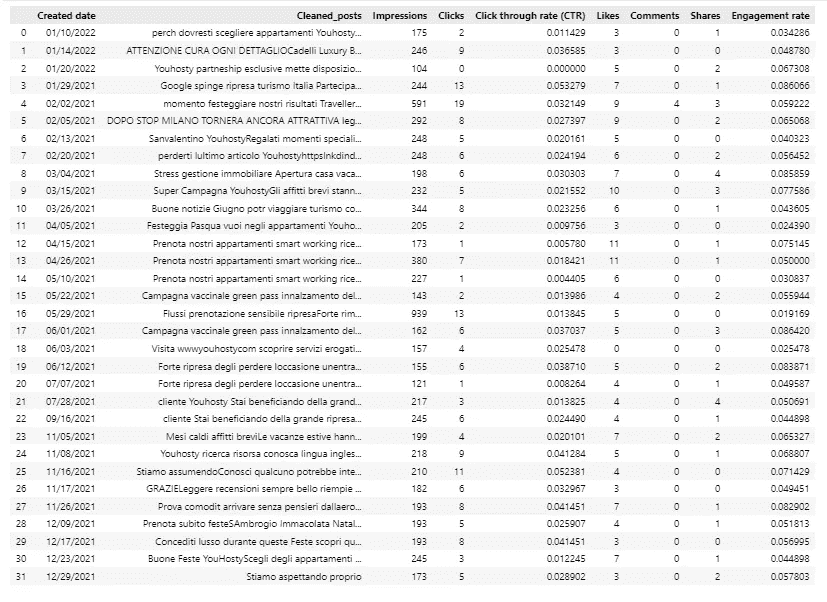 Created date Cleaned_posts Impressions Clicks Click through rate (CTR) Likes Comments Shares Engagement rate
0 01/10/2022 perch dovresti scegliere appartamenti Youhosty... 175 2 0.011429 3 0 1 0.034286
1 01/14/2022 ATTENZIONE CURA OGNI DETTAGLIOCadelli Luxury B... 246 9 0.036585 3 0 0 0.048780
2 01/20/2022 Youhosty partneship esclusive mette disposizio... 104 0 0.000000 5 0 2 0.067308
3 01/29/2021 Google spinge ripresa turismo Italia Partecipa... 244 13 0.053279 7 0 1 0.086066
4 02/02/2021 momento festeggiare nostri risultati Traveller... 591 19 0.032149 9 4 3 0.059222
5 02/05/2021 DOPO STOP MILANO TORNERA ANCORA ATTRATTIVA leg... 292 8 0.027397 9 0 2 0.065068
6 02/13/2021 Sanvalentino YouhostyRegalati momenti speciali... 248 5 0.020161 5 0 0 0.040323
7 02/20/2021 perderti lultimo articolo Youhostyhttpslnkdind... 248 6 0.024194 6 0 2 0.056452
8 03/04/2021 Stress gestione immobiliare Apertura casa vaca... 198 6 0.030303 7 0 4 0.085859
9 03/15/2021 Super Campagna YouhostyGli affitti brevi stann... 232 5 0.021552 10 0 3 0.077586
10 03/26/2021 Buone notizie Giugno potr viaggiare turismo co... 344 8 0.023256 6 0 1 0.043605
11 04/05/2021 Festeggia Pasqua vuoi negli appartamenti Youho... 205 2 0.009756 3 0 0 0.024390
12 04/15/2021 Prenota nostri appartamenti smart working rice... 173 1 0.005780 11 0 1 0.075145
13 04/26/2021 Prenota nostri appartamenti smart working rice... 380 7 0.018421 11 0 1 0.050000
14 05/10/2021 Prenota nostri appartamenti smart working rice... 227 1 0.004405 6 0 0 0.030837
15 05/22/2021 Campagna vaccinale green pass innalzamento del... 143 2 0.013986 4 0 2 0.055944
16 05/29/2021 Flussi prenotazione sensibile ripresaForte rim... 939 13 0.013845 5 0 0 0.019169
17 06/01/2021 Campagna vaccinale green pass innalzamento del... 162 6 0.037037 5 0 3 0.086420
18 06/03/2021 Visita wwwyouhostycom scoprire servizi erogati... 157 4 0.025478 0 0 0 0.025478
19 06/12/2021 Forte ripresa degli perdere loccasione unentra... 155 6 0.038710 5 0 2 0.083871
20 07/07/2021 Forte ripresa degli perdere loccasione unentra... 121 1 0.008264 4 0 1 0.049587
21 07/28/2021 cliente Youhosty Stai beneficiando della grand... 217 3 0.013825 4 0 4 0.050691
22 09/16/2021 cliente Stai beneficiando della grande ripresa... 245 6 0.024490 4 0 1 0.044898
23 11/05/2021 Mesi caldi affitti breviLe vacanze estive hann... 199 4 0.020101 7 0 2 0.065327
24 11/08/2021 Youhosty ricerca risorsa conosca lingua ingles... 218 9 0.041284 5 0 1 0.068807
25 11/16/2021 Stiamo assumendoConosci qualcuno potrebbe inte... 210 11 0.052381 4 0 0 0.071429
26 11/17/2021 GRAZIELeggere recensioni sempre bello riempie ... 182 6 0.032967 3 0 0 0.049451
27 11/26/2021 Prova comodit arrivare senza pensieri dallaero... 193 8 0.041451 7 0 1 0.082902
28 12/09/2021 Prenota subito festeSAmbrogio Immacolata Natal... 193 5 0.025907 4 0 1 0.051813
29 12/17/2021 Concediti lusso durante queste Feste scopri qu... 193 8 0.041451 3 0 0 0.056995
30 12/23/2021 Buone Feste YouHostyScegli degli appartamenti ... 245 3 0.012245 7 0 1 0.044898
31 12/29/2021 Stiamo aspettando proprio 173 5 0.028902 3 0 2 0.057803